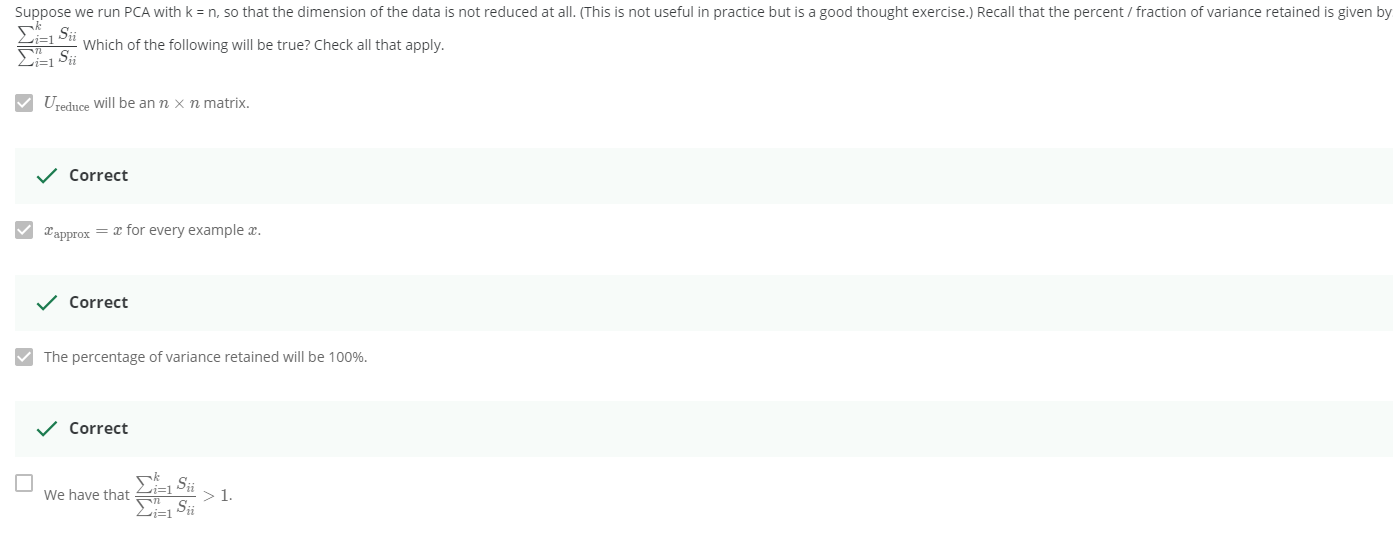 Suppose we run PCA with k = n, so that the dimension of the data is not reduced at all. (This is not useful in practice but is a good thought exercise.) Recall that the percent / fraction of variance retained is given by
$\frac{\sum_{i=1}^{k} S_{ii}}{\sum_{i=1}^{n} S_{ii}}$ Which of the following will be true? Check all that apply.
$U_{\text{reduce}}$ will be an $n \times n$ matrix.
Correct
$x_{\text{approx}} = x$ for every example $x$.
Correct
The percentage of variance retained will be 100%.
Correct
We have that $\frac{\sum_{i=1}^{k} S_{ii}}{\sum_{i=1}^{n} S_{ii}} > 1$.